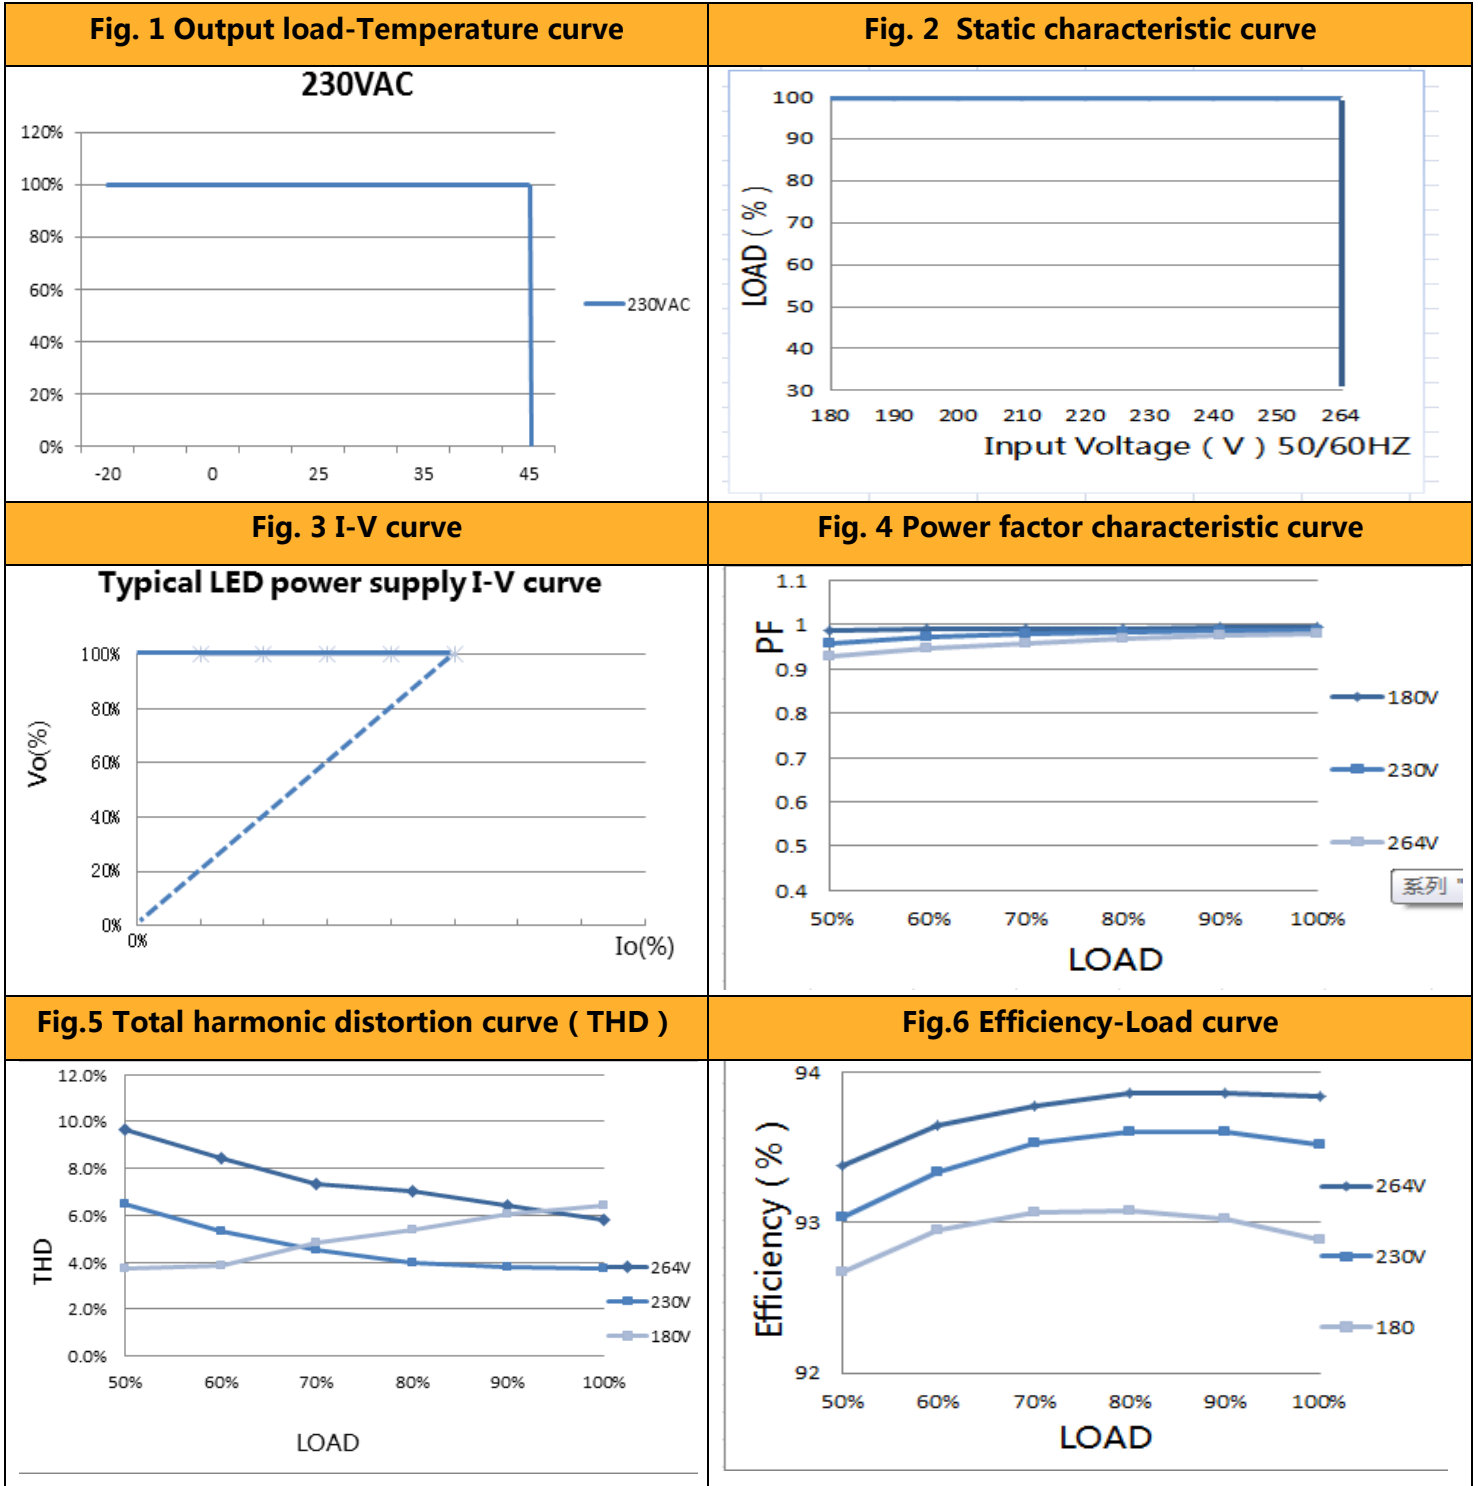 Fig. 1 Output load-Temperature curve
230VAC
120%
100%
80%
60%
40%
20%
0%
-20 0 25 35 45
230VAC
Fig. 2 Static characteristic curve
LOAD ( % )
100
90
80
70
60
50
40
30
180 190 200 210 220 230 240 250 264
Input Voltage ( V ) 50/60HZ
Fig. 3 I-V curve
Typical LED power supply I-V curve
Vo(%)
100%
80%
60%
40%
20%
0%
0%
Io(%)
Fig. 4 Power factor characteristic curve
PF
1.1
1
0.9
0.8
0.7
0.6
0.5
0.4
50% 60% 70% 80% 90% 100%
LOAD
180V
230V
264V
系列 "
Fig.5 Total harmonic distortion curve ( THD )
THD
12.0%
10.0%
8.0%
6.0%
4.0%
2.0%
0.0%
50% 60% 70% 80% 90% 100%
LOAD
264V
230V
180V
Fig.6 Efficiency-Load curve
Efficiency ( % )
94
93
92
50% 60% 70% 80% 90% 100%
LOAD
264V
230V
180